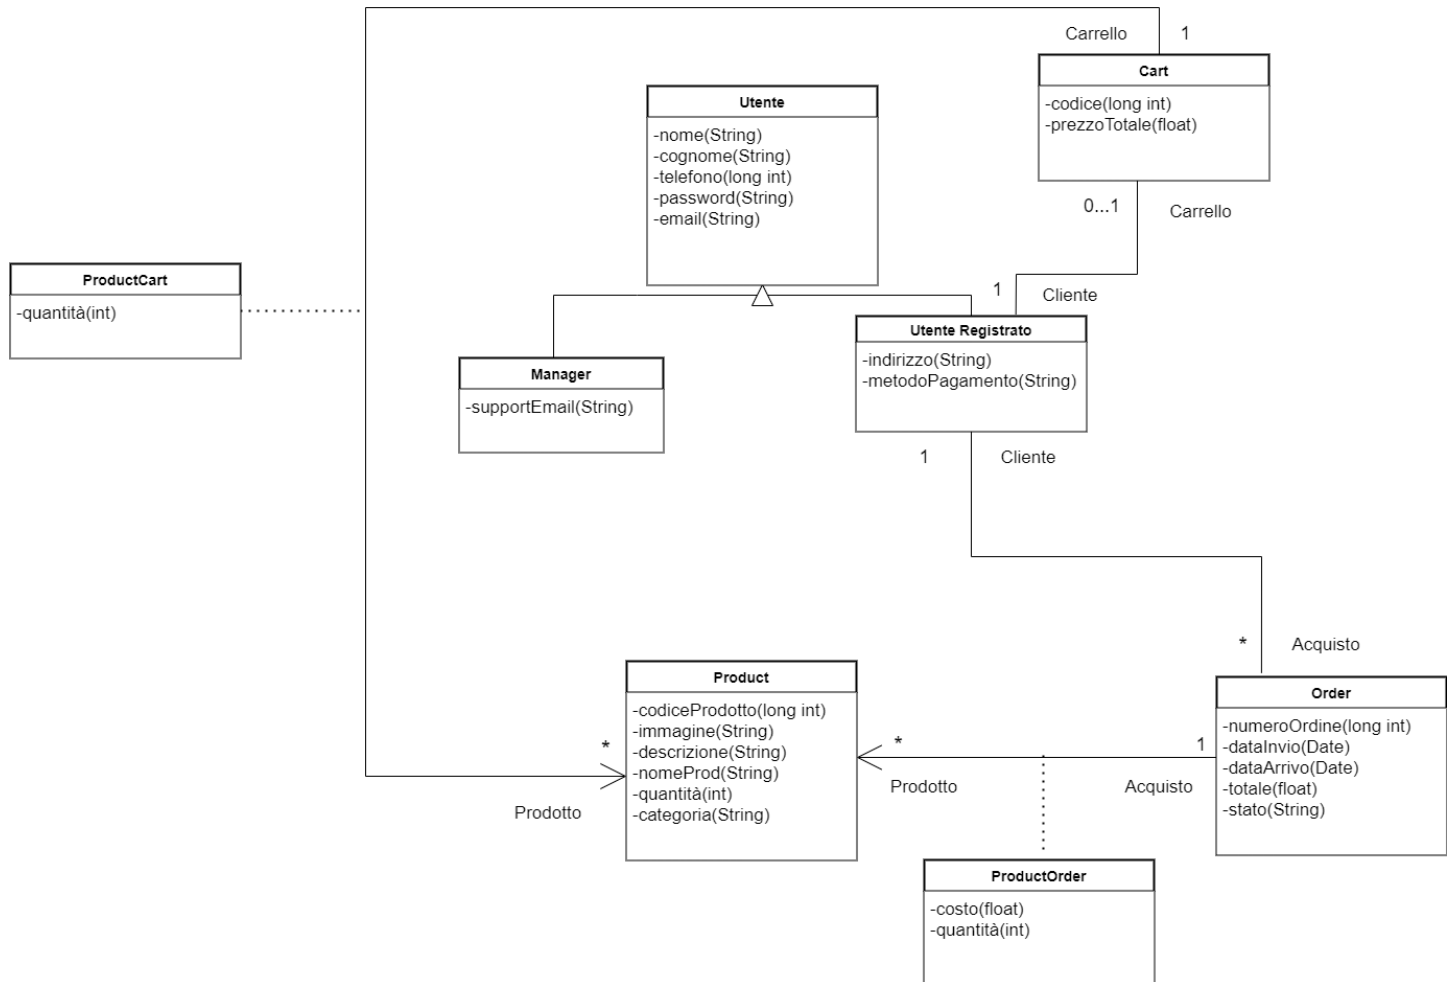 Carrello
1
Cart
-codice(long int)
-prezzoTotale(float)
0...1
Carrello
Utente
-nome(String)
-cognome(String)
-telefono(long int)
-password(String)
-email(String)
ProductCart
-quantità(int)
1
Cliente
Utente Registrato
-indirizzo(String)
-metodoPagamento(String)
Manager
-supportEmail(String)
1
Cliente
*
Acquisto
Product
-codiceProdotto(long int)
-immagine(String)
-descrizione(String)
-nomeProd(String)
-quantità(int)
-categoria(String)
*
Prodotto
*
Prodotto
1
Acquisto
Order
-numeroOrdine(long int)
-dataInvio(Date)
-dataArrivo(Date)
-totale(float)
-stato(String)
ProductOrder
-costo(float)
-quantità(int)